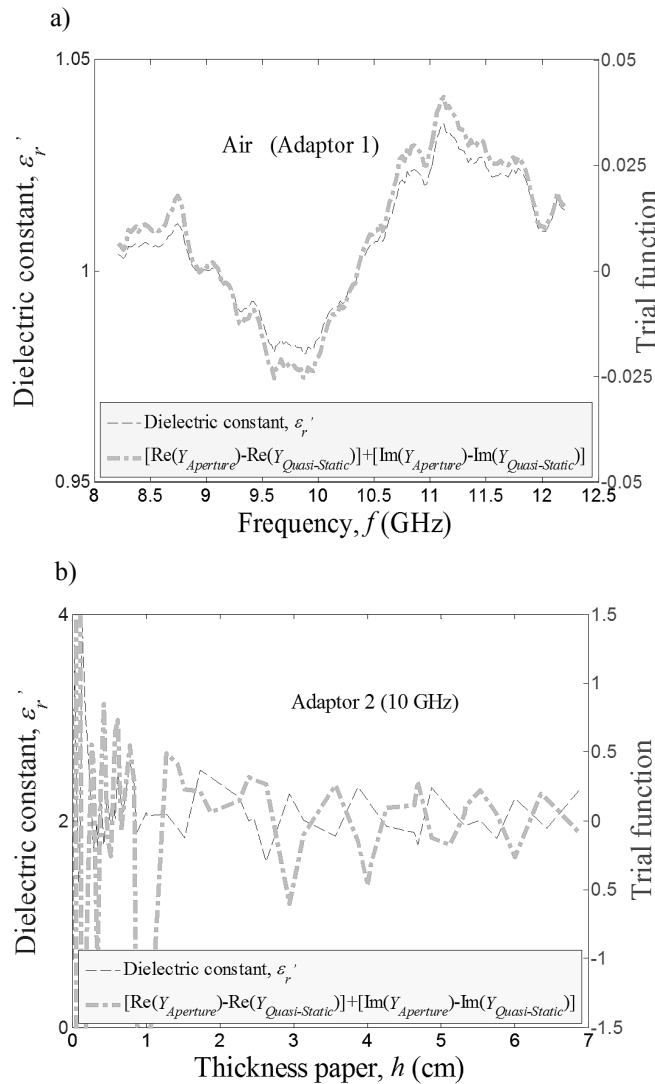 a)
1.05
0.05
Air (Adaptor 1)
0.025
Dielectric constant, εr’
1
0
Trial function
-0.025
Dielectric constant, εr’
[Re(YAperture)-Re(YQuasi-Static)]+[Im(YAperture)-Im(YQuasi-Static)]
0.95
-0.05
8 8.5 9 9.5 10 10.5 11 11.5 12 12.5
Frequency, f (GHz)
b)
4
1.5
Adaptor 2 (10 GHz)
1
0.5
Dielectric constant, εr’
2
0
Trial function
-0.5
-1
Dielectric constant, εr’
[Re(YAperture)-Re(YQuasi-Static)]+[Im(YAperture)-Im(YQuasi-Static)]
0
-1.5
0 1 2 3 4 5 6 7
Thickness paper, h (cm)